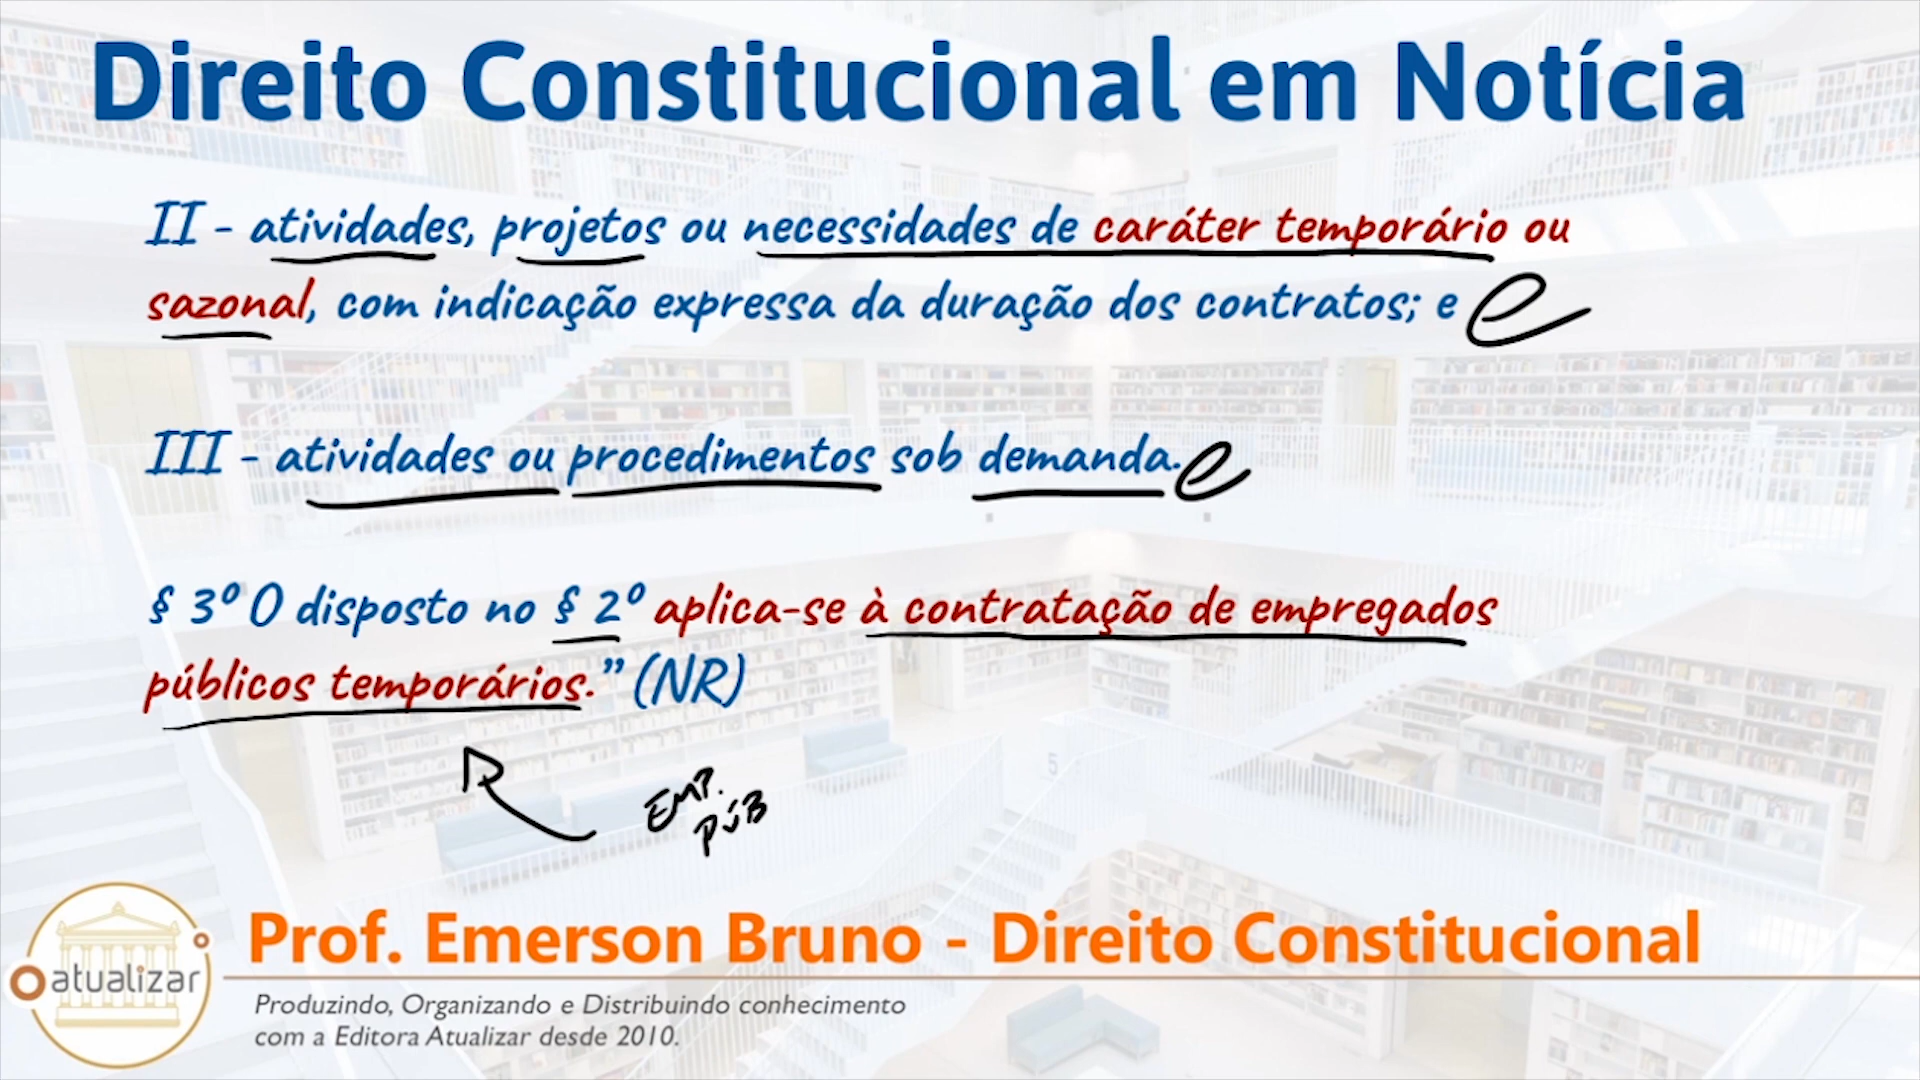 Direito Constitucional em Notícia
II - atividades, projetos ou necessidades de caráter temporário ou
sazonal, com indicação expressa da duração dos contratos; e e
III - atividades ou procedimentos sob demanda. e
§ 3º O disposto no § 2º aplica-se à contratação de empregados
públicos temporários.” (NR)
EMP.
PÚB
atualizar
Prof. Emerson Bruno - Direito Constitucional
Produzindo, Organizando e Distribuindo conhecimento
com a Editora Atualizar desde 2010.